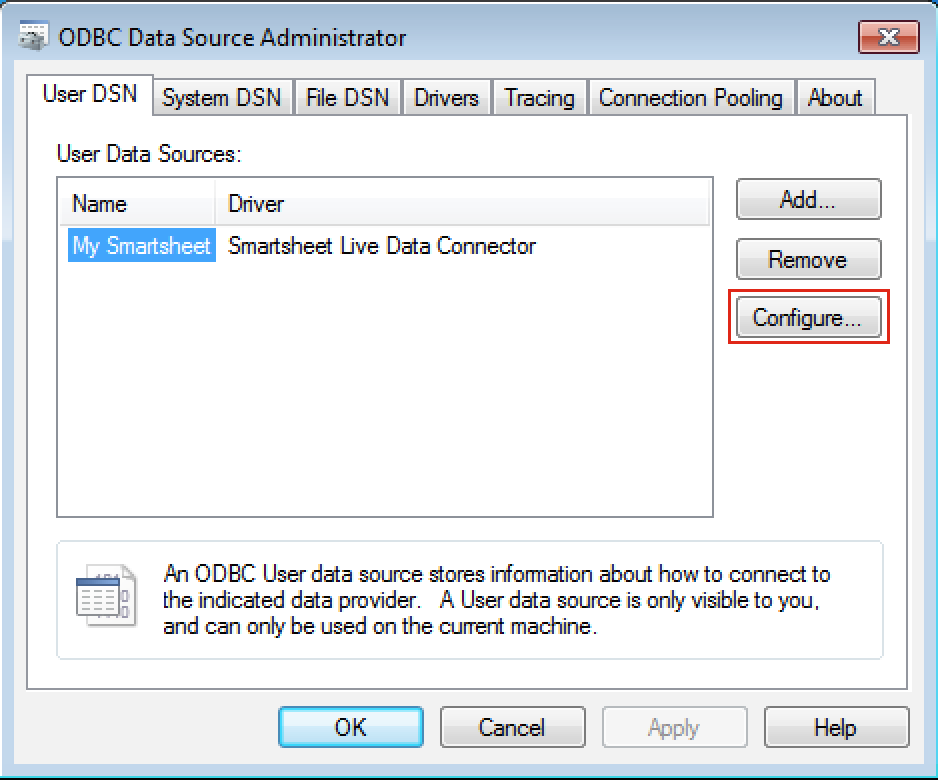 ODBC Data Source Administrator
User DSN System DSN File DSN Drivers Tracing Connection Pooling About
User Data Sources:
Name Driver
My Smartsheet Smartsheet Live Data Connector
Add...
Remove
Configure...
An ODBC User data source stores information about how to connect to
the indicated data provider. A User data source is only visible to you,
and can only be used on the current machine.
OK Cancel Apply Help